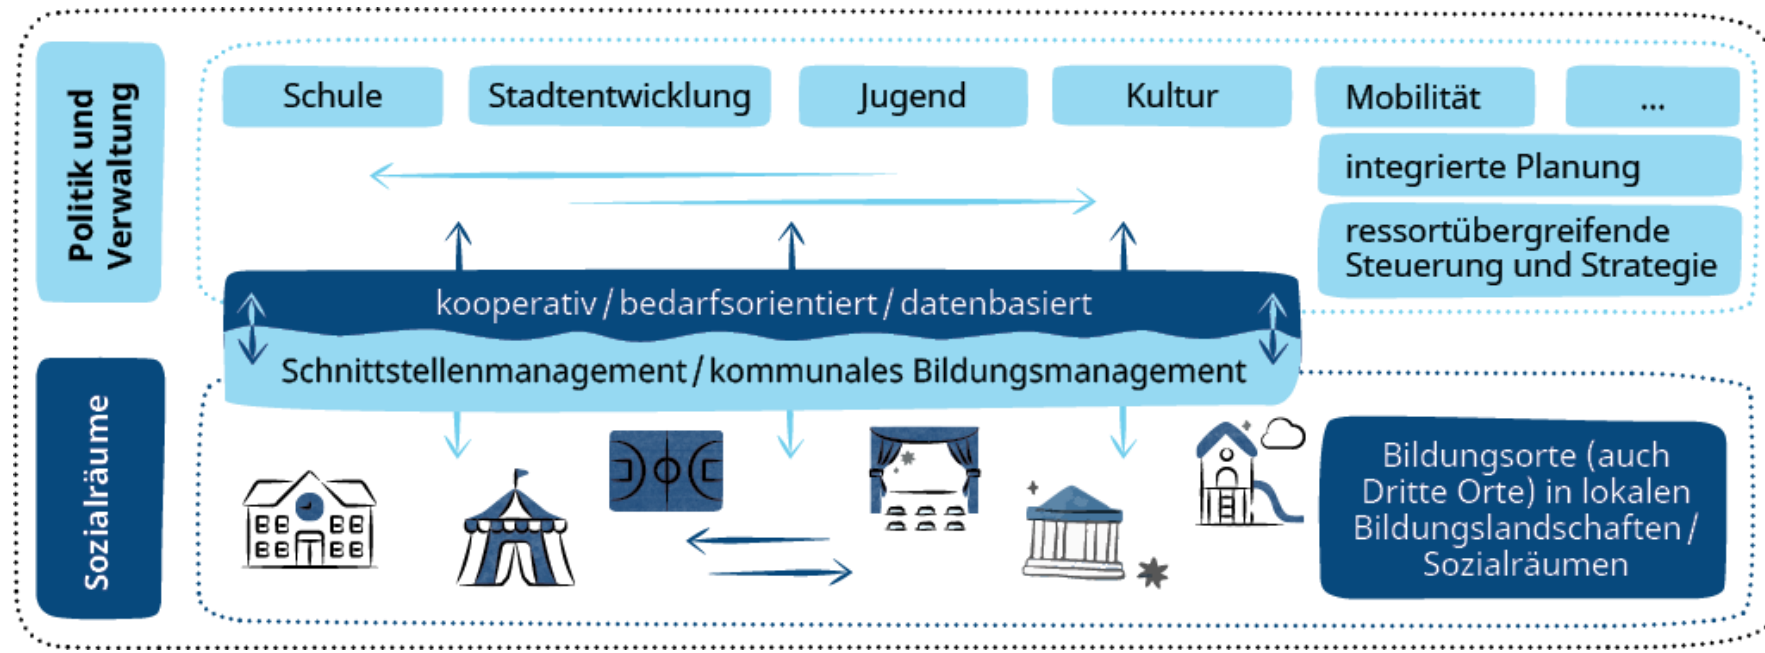 Politik und
Verwaltung
Schule
Stadtentwicklung
Jugend
Kultur
Mobilität
...
integrierte Planung
ressortübergreifende
Steuerung und Strategie
kooperativ / bedarfsorientiert / datenbasiert
Schnittstellenmanagement / kommunales Bildungsmanagement
Sozialräume
Bildungsorte (auch
Dritte Orte) in lokalen
Bildungslandschaften /
Sozialräumen